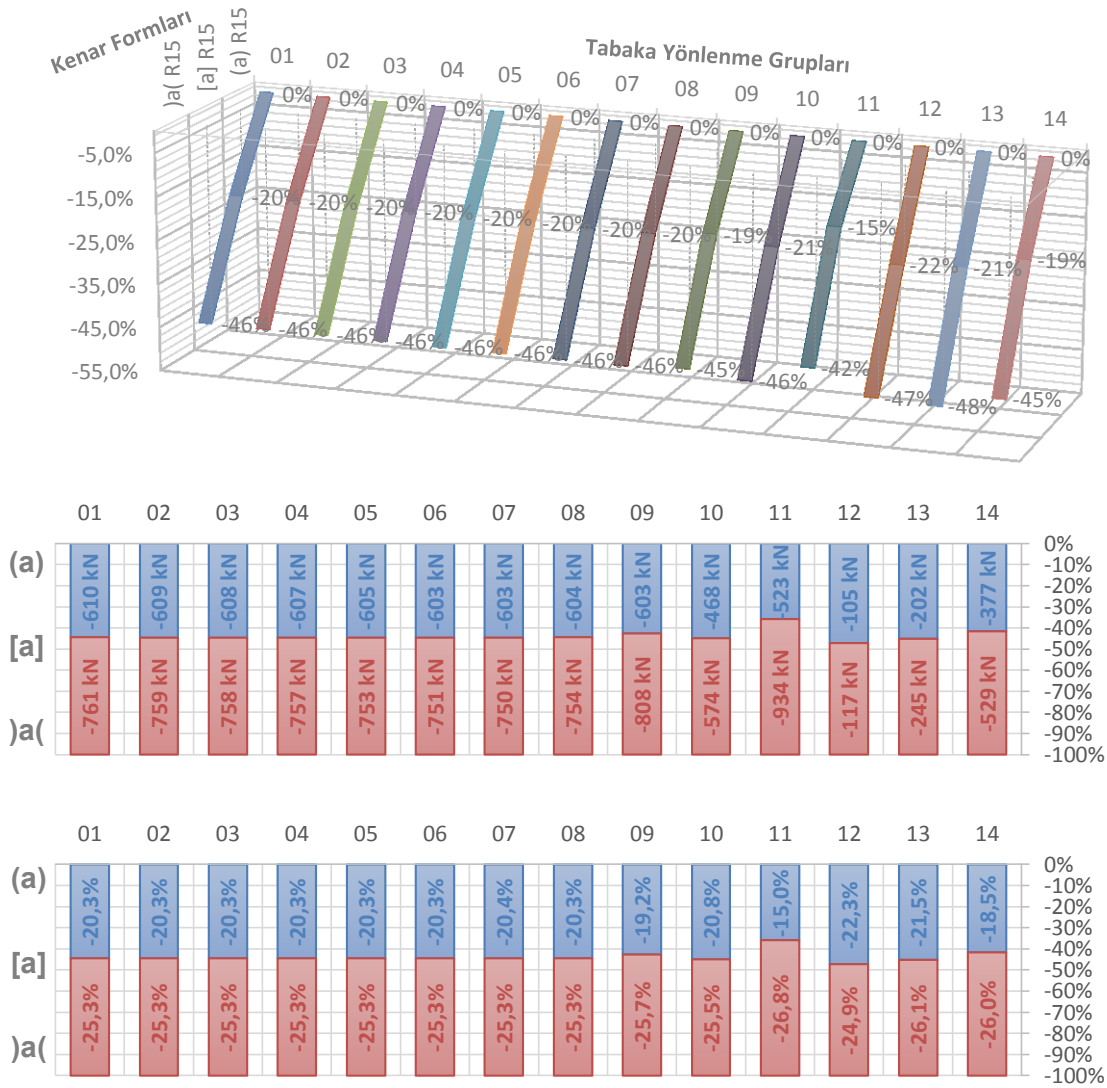 Kenar Formları
)a( R15
[a] R15
(a) R15
Tabaka Yönlenme Grupları
01 02 03 04 05 06 07 08 09 10 11 12 13 14
0% 0% 0% 0% 0% 0% 0% 0% 0% 0% 0% 0% 0% 0%
-5,0%
-15,0%
-25,0%
-35,0%
-45,0%
-55,0%
-20% -20% -20% -20% -20% -20% -20% -20% -19% -21% -15% -22% -21% -19%
-46% -46% -46% -46% -46% -46% -46% -46% -45% -46% -42% -47% -48% -45%
01 02 03 04 05 06 07 08 09 10 11 12 13 14
(a)
[a]
)a(
-610 kN -609 kN -608 kN -607 kN -605 kN -603 kN -603 kN -604 kN -603 kN -468 kN -523 kN -105 kN -202 kN -377 kN
-761 kN -759 kN -758 kN -757 kN -753 kN -751 kN -750 kN -754 kN -808 kN -574 kN -934 kN -117 kN -245 kN -529 kN
0%
-10%
-20%
-30%
-40%
-50%
-60%
-70%
-80%
-90%
-100%
01 02 03 04 05 06 07 08 09 10 11 12 13 14
(a)
[a]
)a(
-20,3% -20,3% -20,3% -20,3% -20,3% -20,3% -20,4% -20,3% -19,2% -20,8% -15,0% -22,3% -21,5% -18,5%
-25,3% -25,3% -25,3% -25,3% -25,3% -25,3% -25,3% -25,3% -25,7% -25,5% -26,8% -24,9% -26,1% -26,0%
0%
-10%
-20%
-30%
-40%
-50%
-60%
-70%
-80%
-90%
-100%